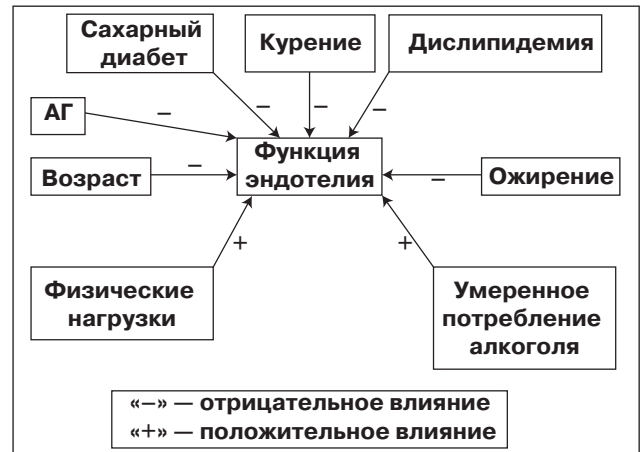 Сахарный
диабет
Курение
Дислипидемия
–
–
–
АГ
–
Функция
эндотелия
Возраст
–
Ожирение
–
+
+
Физические
нагрузки
Умеренное
потребление
алкоголя
«–» — отрицательное влияние
«+» — положительное влияние